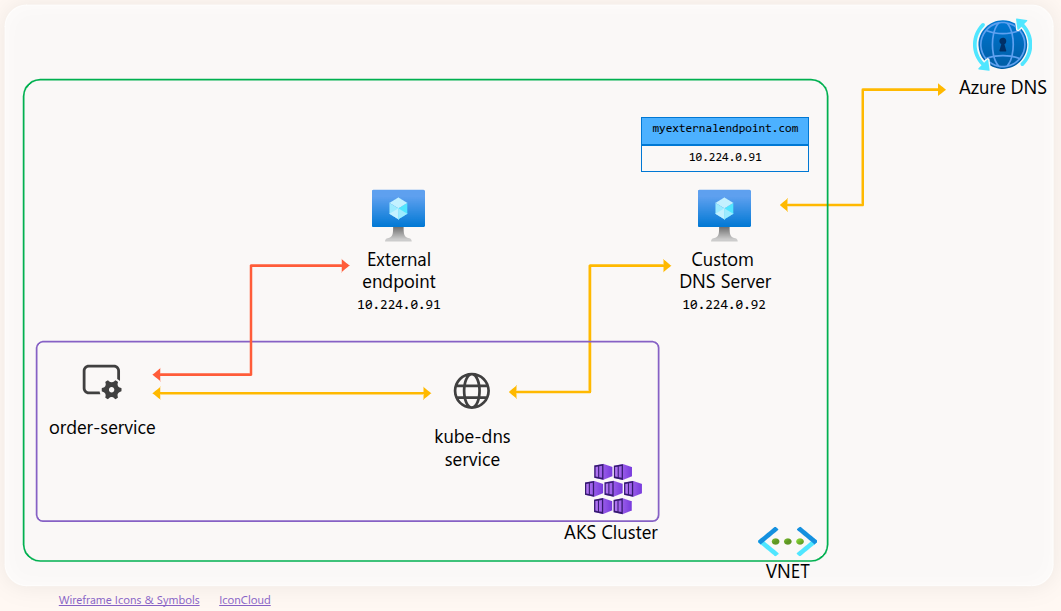 Azure DNS
myexternalendpoint.com
10.224.0.91
External
endpoint
10.224.0.91
Custom
DNS Server
10.224.0.92
order-service
kube-dns
service
AKS Cluster
VNET
Wireframe Icons & Symbols
IconCloud